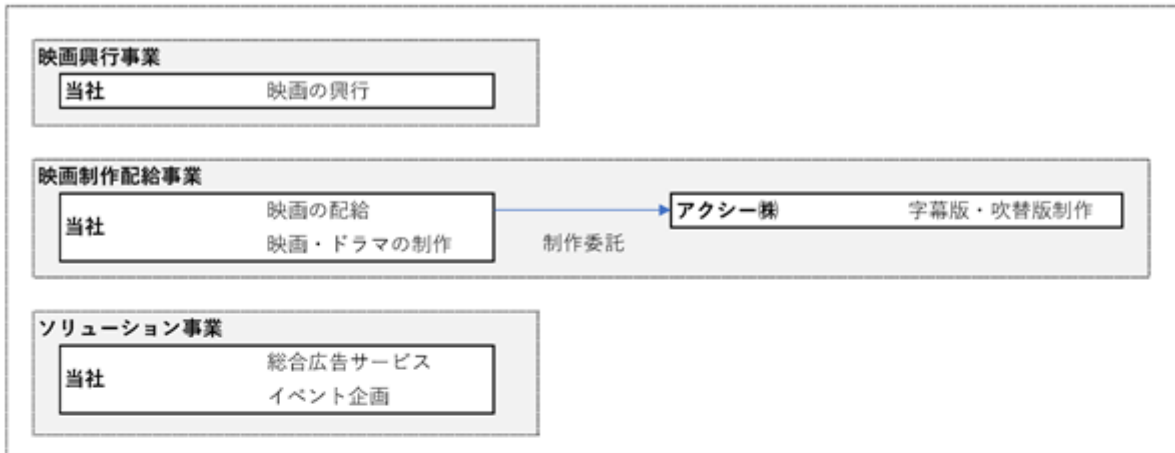 映画興行事業
当社 映画の興行
映画制作配給事業
当社 映画の配給
映画・ドラマの制作
制作委託
アクシー㈱ 字幕版・吹替版制作
ソリューション事業
当社 総合広告サービス
イベント企画